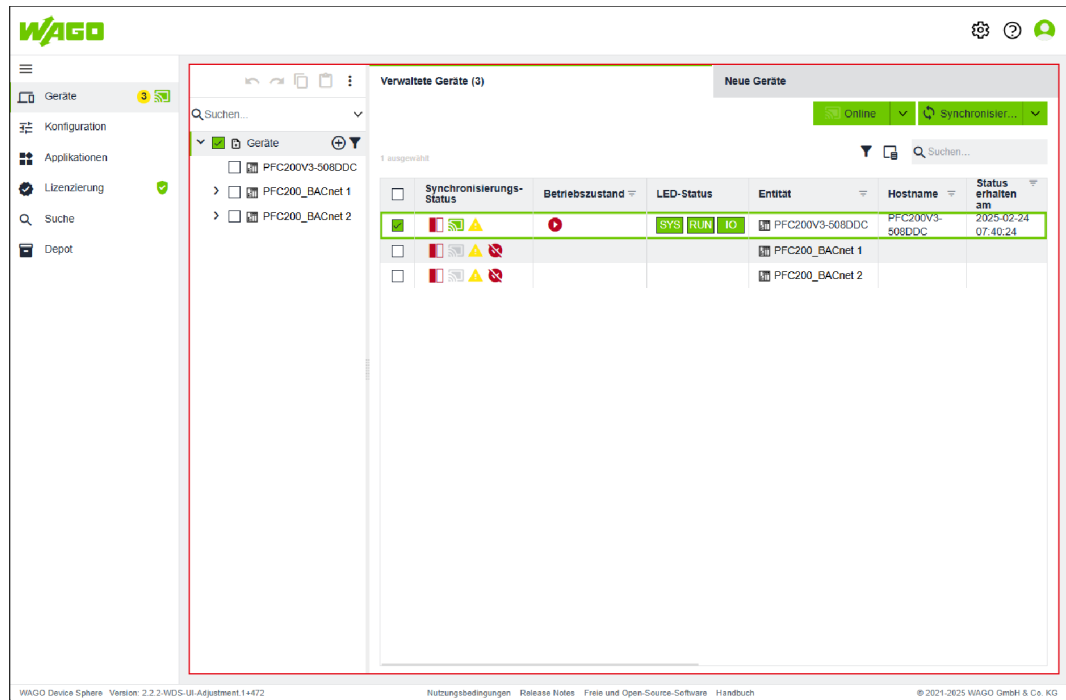 WAGO
Geräte
3
Konfiguration
Applikationen
Lizenzierung
Suche
Depot
Suchen...
Geräte
PFC200V3-508DDC
PFC200_BACnet 1
PFC200_BACnet 2
Verwaltete Geräte (3)
Neue Geräte
Online
Synchronisier...
1 ausgewählt
Suchen...
Synchronisierungs-
Status
Betriebszustand
LED-Status
Entität
Hostname
Status
erhalten
am
SYS RUN IO
PFC200V3-508DDC
PFC200V3-
508DDC
2025-02-24
07:40:24
PFC200_BACnet 1
PFC200_BACnet 2
WAGO Device Sphere Version: 2.2.2-WDS-UI-Adjustment.1+472
Nutzungsbedingungen Release Notes Freie und Open-Source-Software Handbuch
© 2021-2025 WAGO GmbH & Co. KG